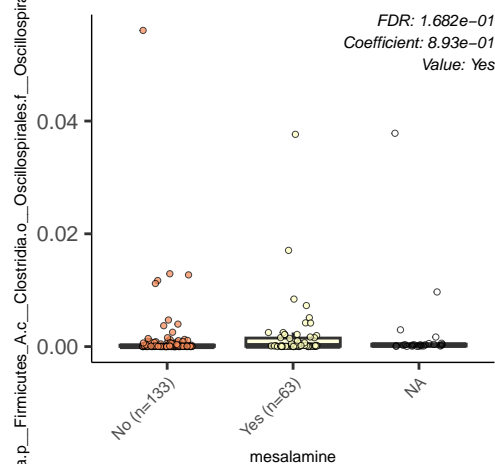 FDR: 1.682e−01
Coefficient: 8.93e−01
Value: Yes
a.p__Firmicutes_A.c__Clostridia.o__Oscillospirales.f__Oscillospira
0.04
0.02
0.00
No (n=133)
Yes (n=63)
NA
mesalamine